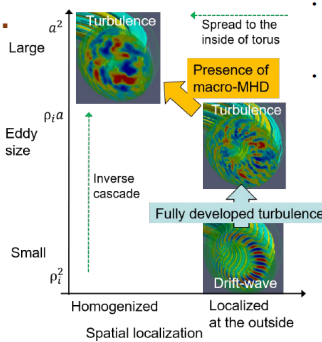 a²
Turbulence
Large
Spread to the
inside of torus
Presence of
macro-MHD
ρᵢa
Turbulence
Eddy
size
Inverse
cascade
Fully developed turbulence
Small
ρᵢ²
Drift-wave
Homogenized
Localized
at the outside
Spatial localization